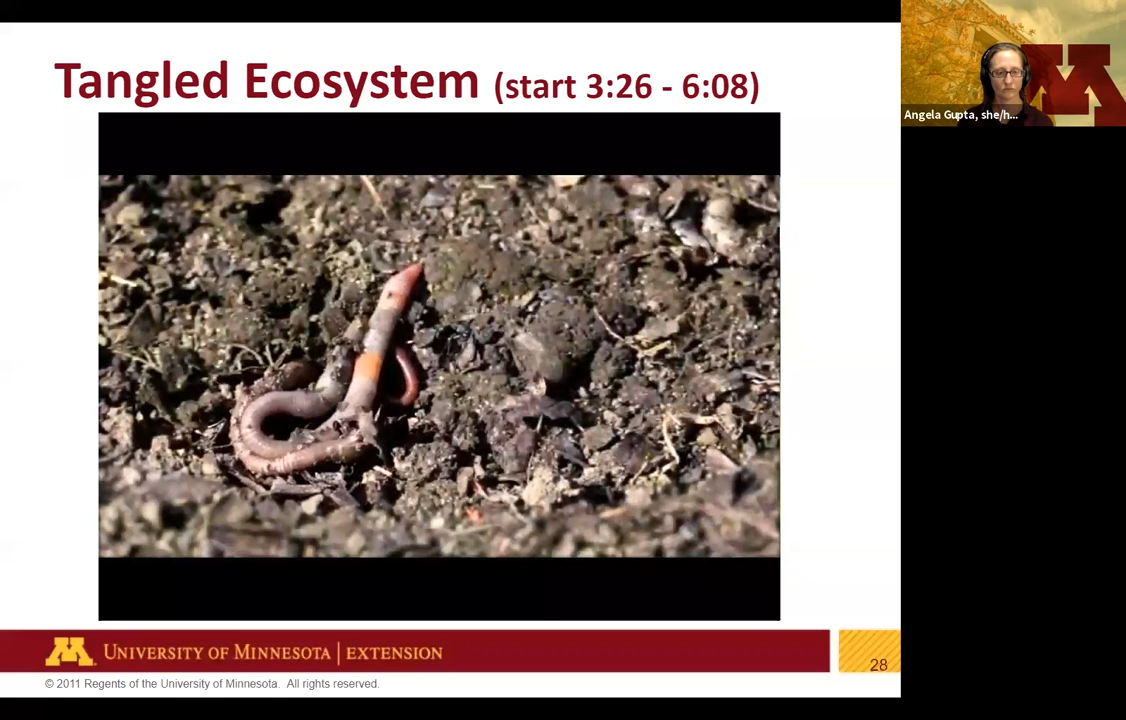 Tangled Ecosystem (start 3:26 - 6:08)
Angela Gupta, she/h...
UNIVERSITY OF MINNESOTA | EXTENSION
28
© 2011 Regents of the University of Minnesota. All rights reserved.